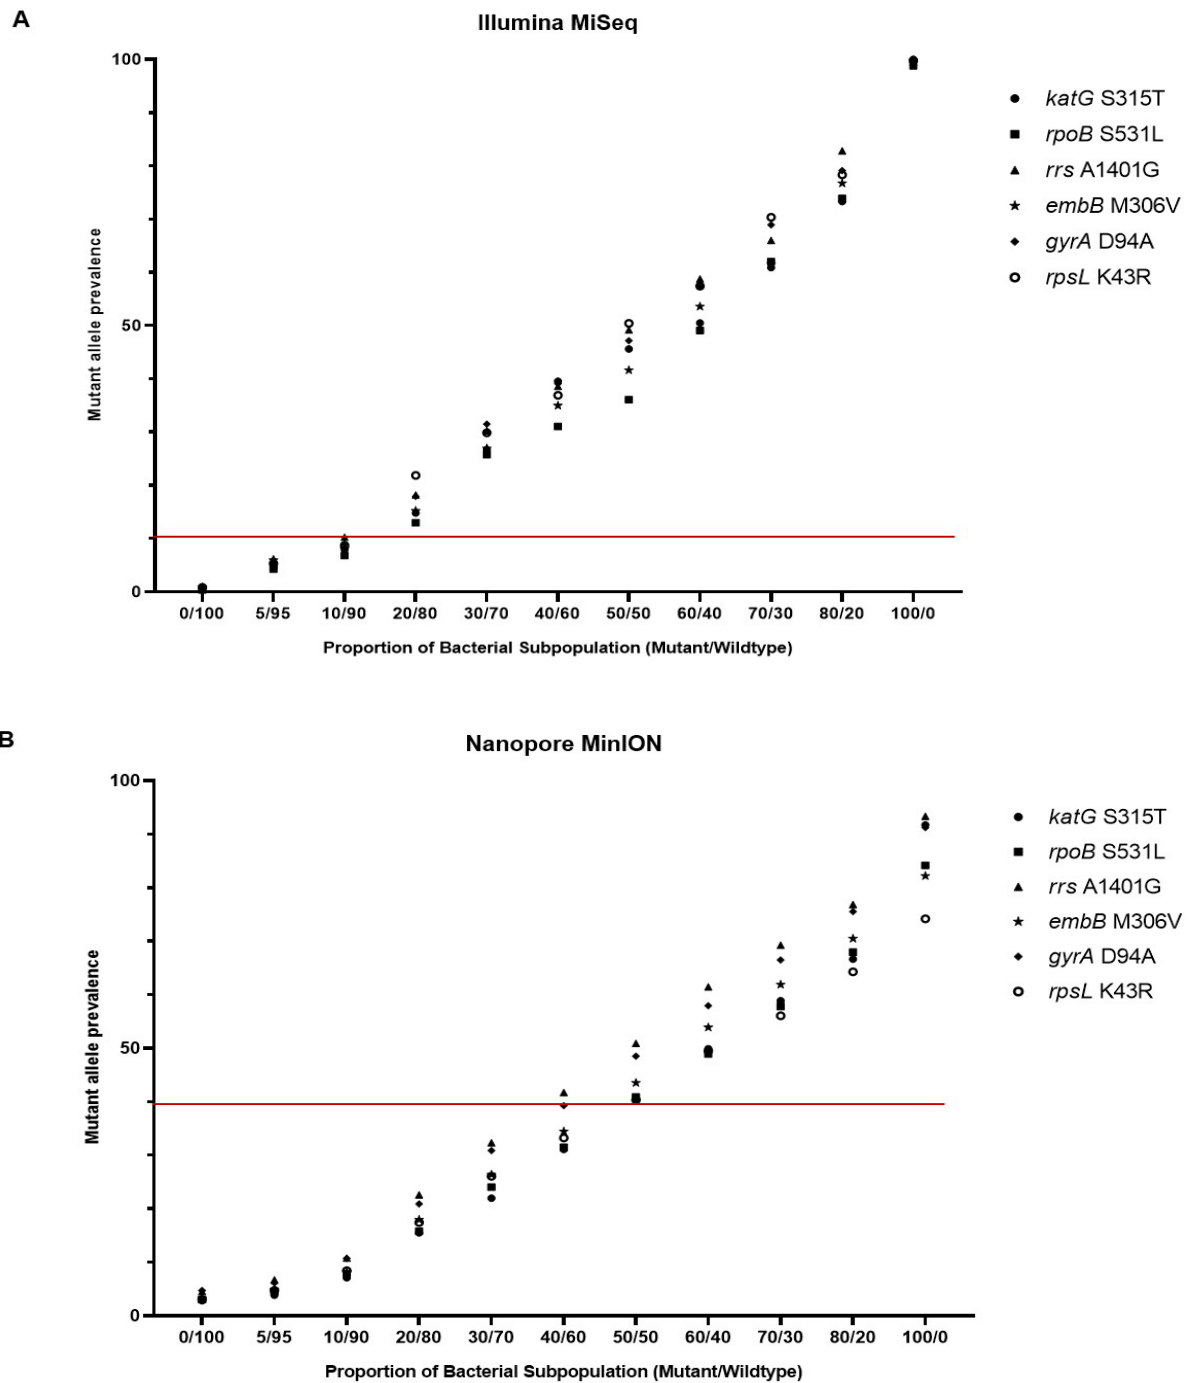 A
Illumina MiSeq
100
50
0
Mutant allele prevalence
0/100 5/95 10/90 20/80 30/70 40/60 50/50 60/40 70/30 80/20 100/0
Proportion of Bacterial Subpopulation (Mutant/Wildtype)
katG S315T
rpoB S531L
rrs A1401G
embB M306V
gyrA D94A
rpsL K43R
B
Nanopore MinION
100
50
0
Mutant allele prevalence
0/100 5/95 10/90 20/80 30/70 40/60 50/50 60/40 70/30 80/20 100/0
Proportion of Bacterial Subpopulation (Mutant/Wildtype)
katG S315T
rpoB S531L
rrs A1401G
embB M306V
gyrA D94A
rpsL K43R